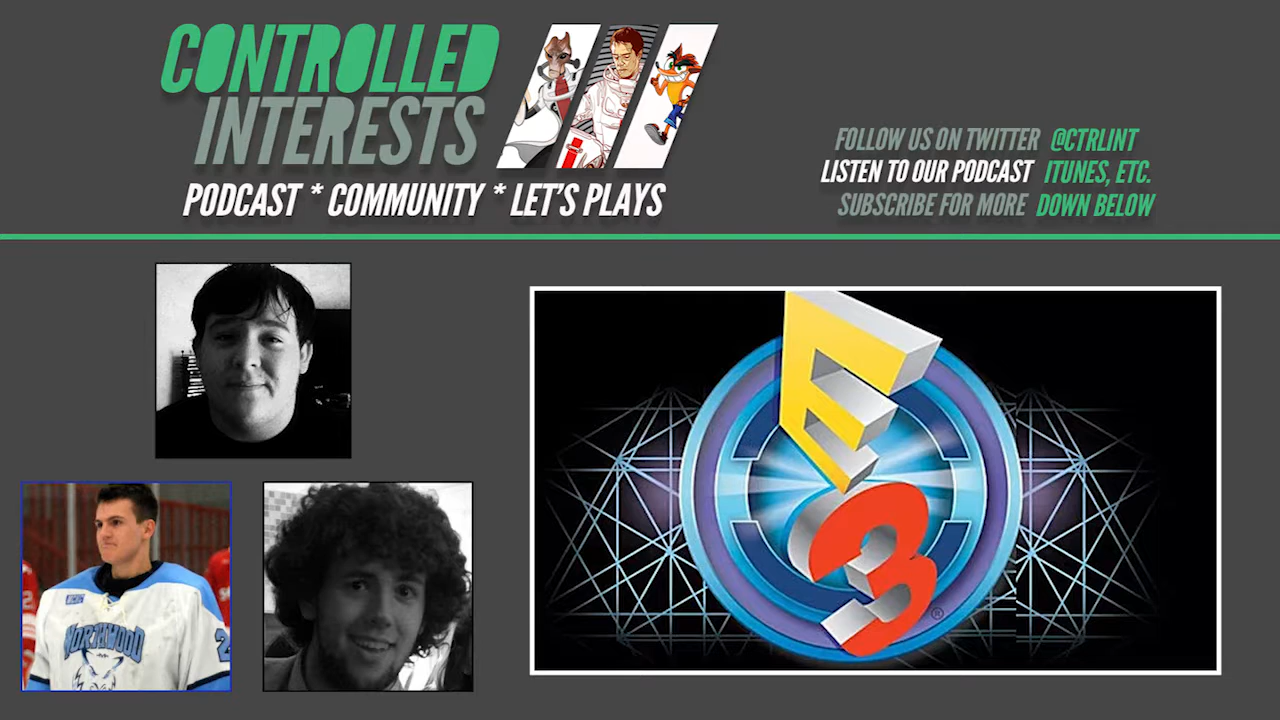 CONTROLLED
INTERESTS
PODCAST * COMMUNITY * LET'S PLAYS
FOLLOW US ON TWITTER @CTRLINT
LISTEN TO OUR PODCAST ITUNES, ETC.
SUBSCRIBE FOR MORE DOWN BELOW
E3
®
NORTHWOOD
2